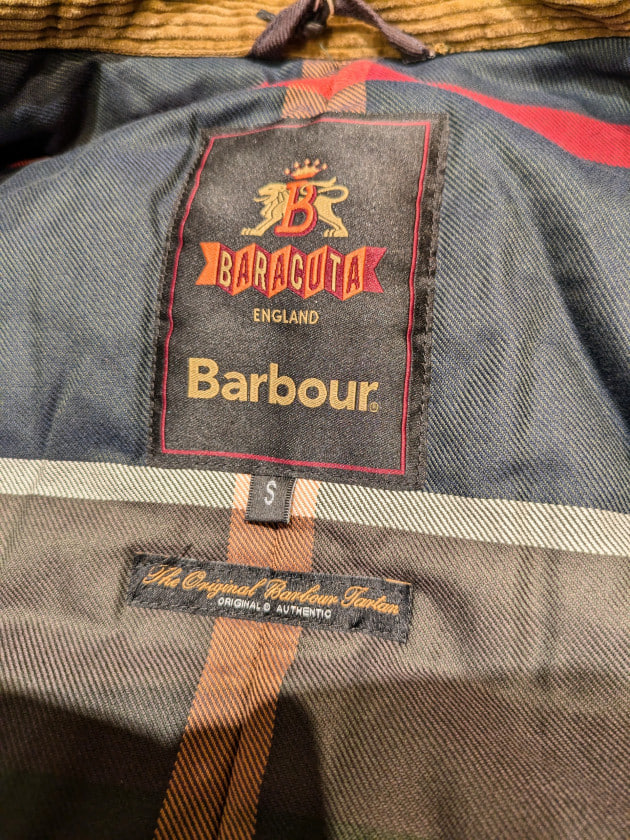 B
BARACUTA
ENGLAND
Barbour®
S
The Original Barbour Tartan
ORIGINAL & AUTHENTIC